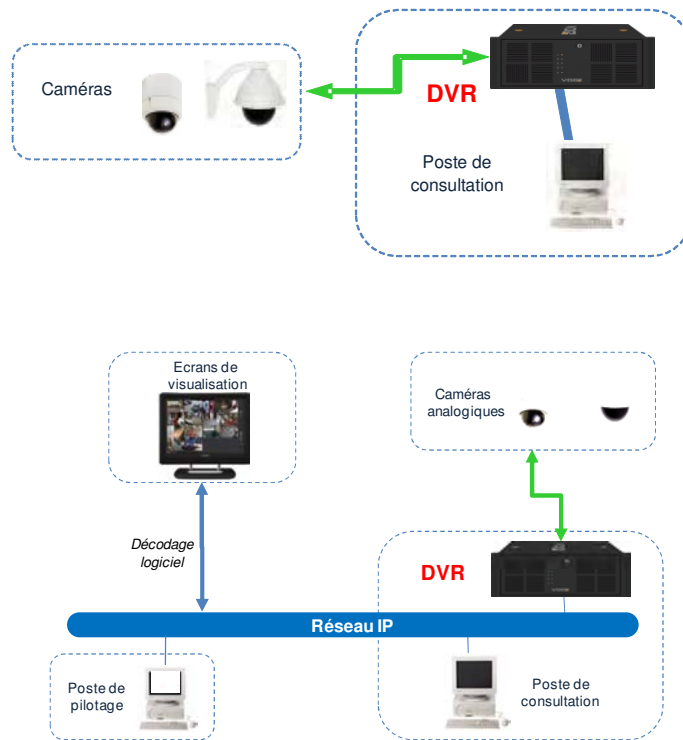 Caméras
DVR
Poste de
consultation
Ecrans de
visualisation
Caméras
analogiques
Décodage
logiciel
DVR
Réseau IP
Poste de
pilotage
Poste de
consultation